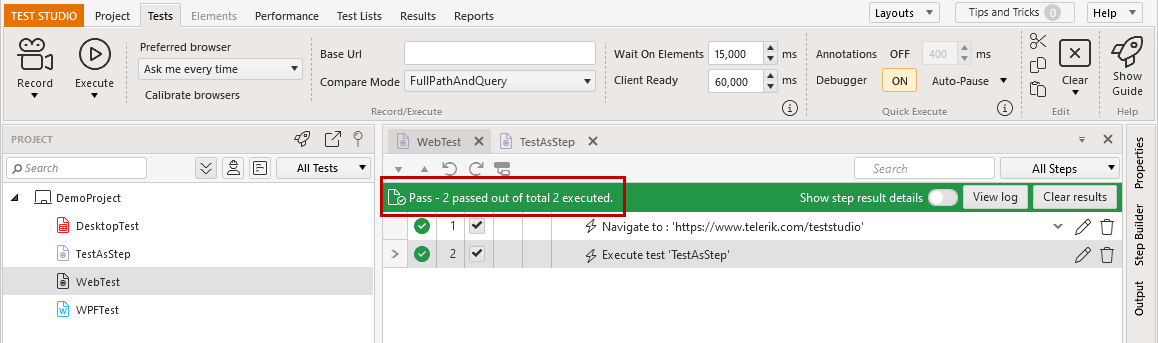 TEST STUDIO Project Tests Elements Performance Test Lists Results Reports Layouts Tips and Tricks 0 Help
Record
Execute
Preferred browser
Ask me every time
Calibrate browsers
Base Url
Compare Mode FullPathAndQuery
Record/Execute
Wait On Elements 15,000 ms
Client Ready 60,000 ms
Annotations OFF 400 ms
Debugger ON Auto-Pause
Quick Execute
Clear
Edit
Show
Guide
Help
PROJECT
Search All Tests
DemoProject
DesktopTest
TestAsStep
WebTest
WPFTest
WebTest TestAsStep
Search All Steps
Pass - 2 passed out of total 2 executed. Show step result details View log Clear results
1 Navigate to : 'https://www.telerik.com/teststudio'
2 Execute test 'TestAsStep'
Properties
Step Builder
Output